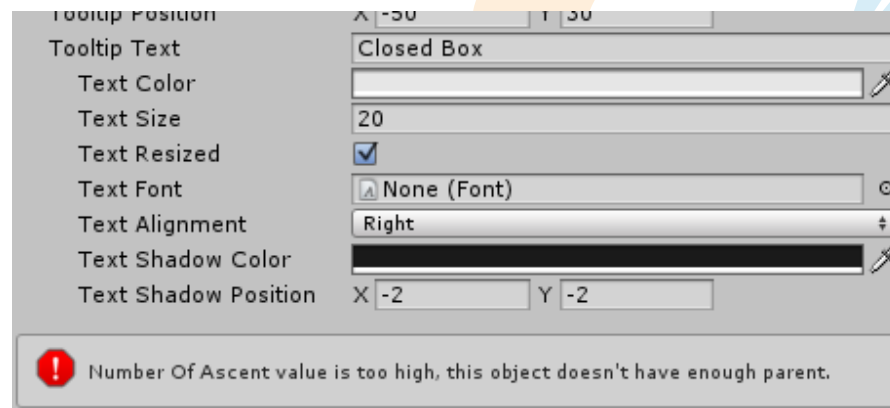 Tooltip Position X -50 Y 30
Tooltip Text Closed Box
Text Color
Text Size 20
Text Resized
Text Font None (Font)
Text Alignment Right
Text Shadow Color
Text Shadow Position X -2 Y -2
Number Of Ascent value is too high, this object doesn't have enough parent.